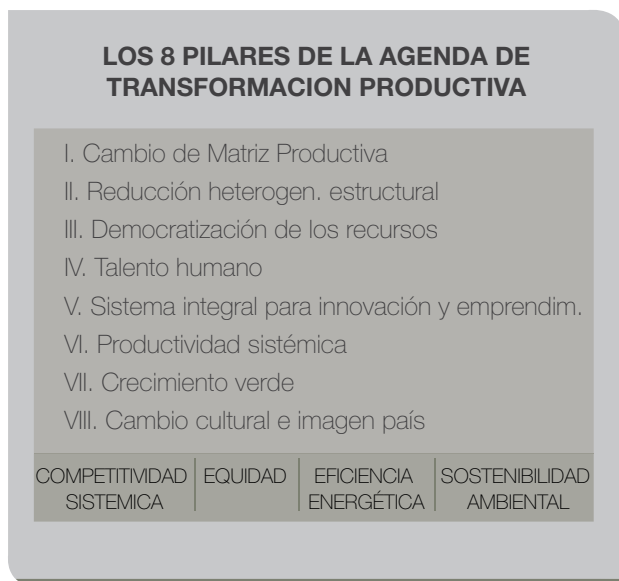 LOS 8 PILARES DE LA AGENDA DE
TRANSFORMACION PRODUCTIVA
I. Cambio de Matriz Productiva
II. Reducción heterogen. estructural
III. Democratización de los recursos
IV. Talento humano
V. Sistema integral para innovación y emprendim.
VI. Productividad sistémica
VII. Crecimiento verde
VIII. Cambio cultural e imagen país
COMPETITIVIDAD
SISTEMICA
EQUIDAD
EFICIENCIA
ENERGÉTICA
SOSTENIBILIDAD
AMBIENTAL